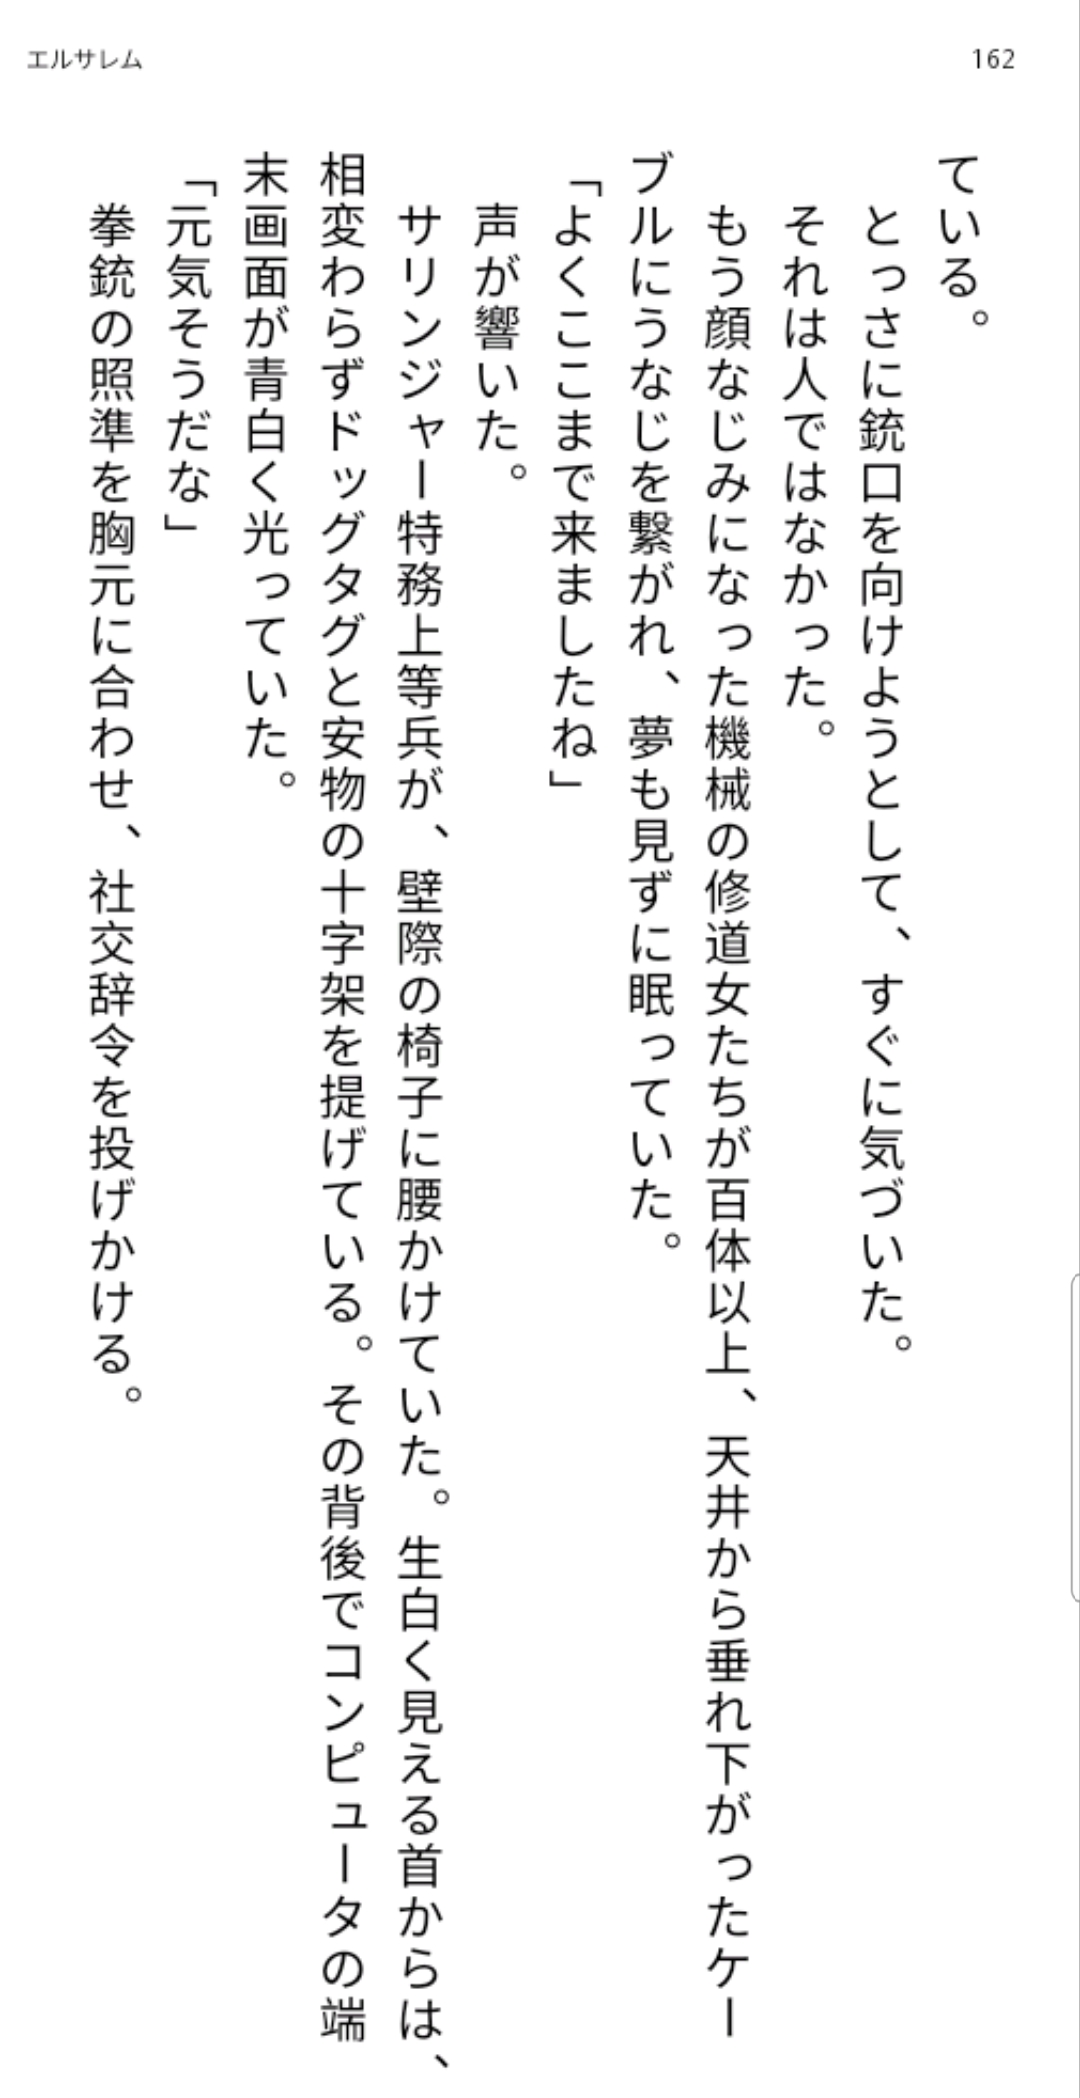 エルサレム
162
ている。
とっさに銃口を向けようとして、すぐに気づいた。
それは人ではなかった。
もう顔なじみになった機械の修道女たちが百体以上、天井から垂れ下がったケー
ブルにうなじを繋がれ、夢も見ずに眠っていた。
「よくここまで来ましたね」
声が響いた。
サリンジャー特務上等兵が、壁際の椅子に腰かけていた。生白く見える首からは、
相変わらずドッグタグと安物の十字架を提げている。その背後でコンピュータの端
末画面が青白く光っていた。
「元気そうだな」
拳銃の照準を胸元に合わせ、社交辞令を投げかける。